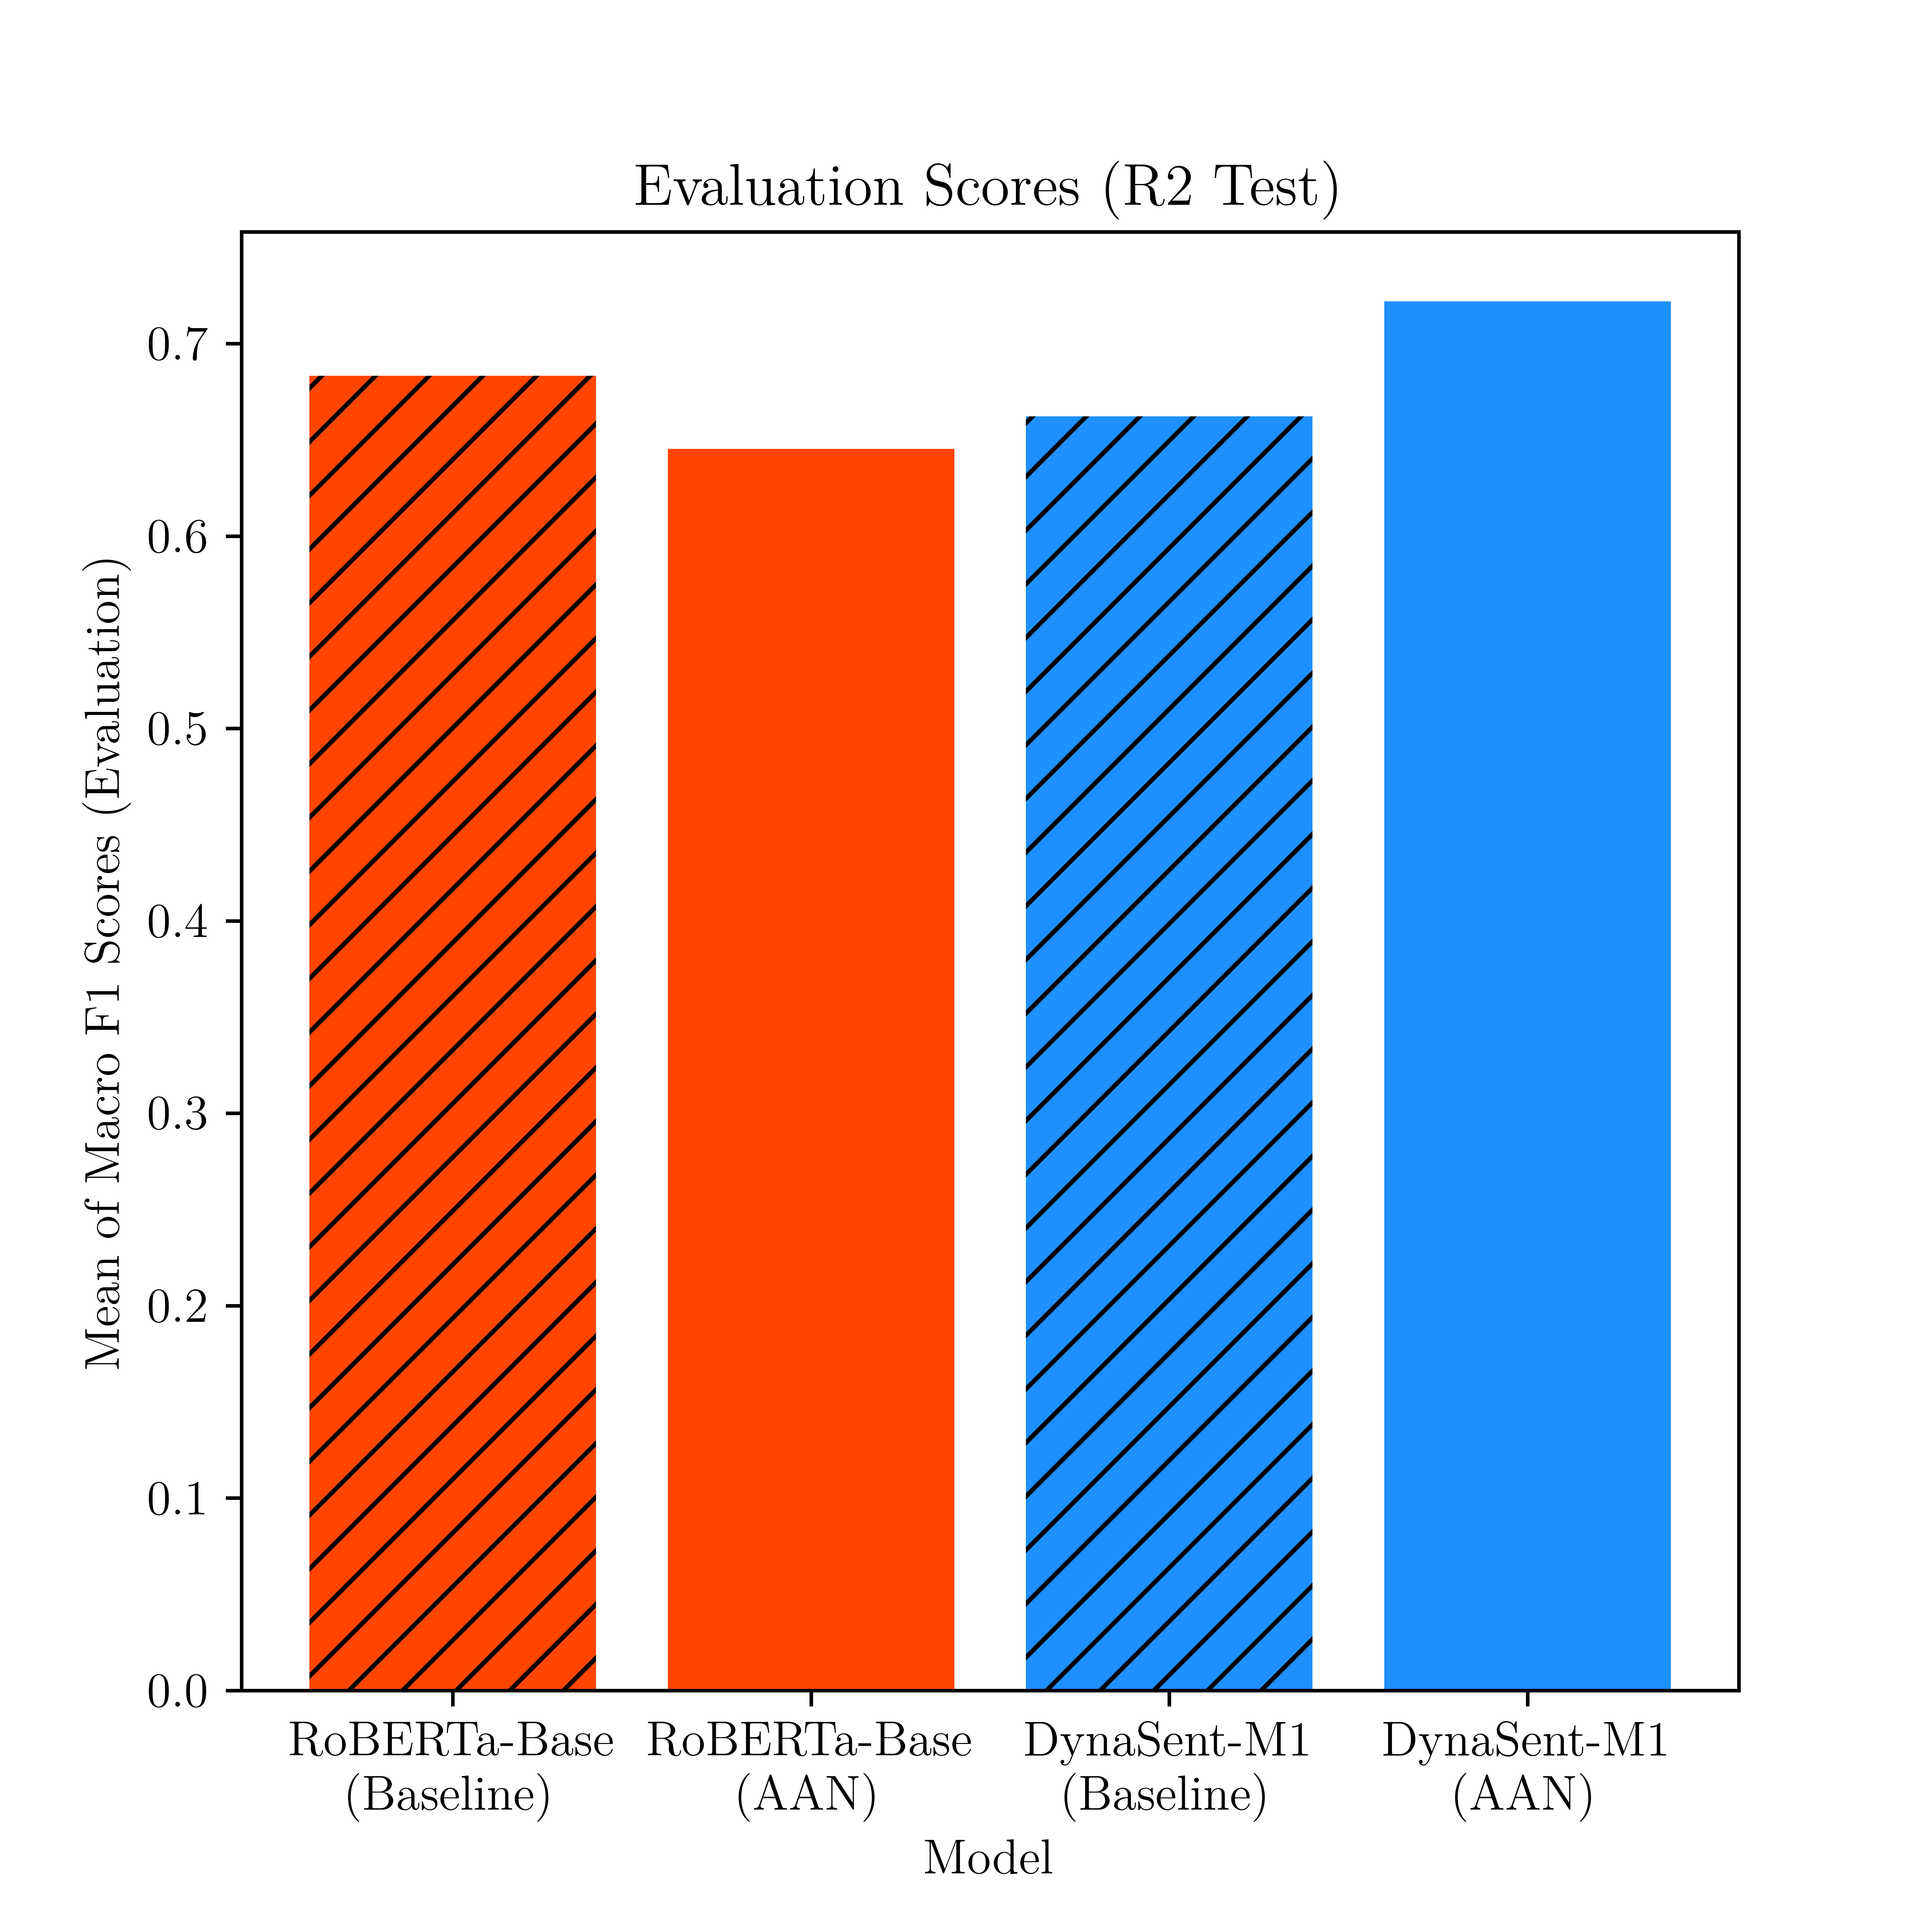 Evaluation Scores (R2 Test)
Mean of Macro F1 Scores (Evaluation)
0.7
0.6
0.5
0.4
0.3
0.2
0.1
0.0
RoBERTa-Base
(Baseline)
RoBERTa-Base
(AAN)
DynaSent-M1
(Baseline)
DynaSent-M1
(AAN)
Model